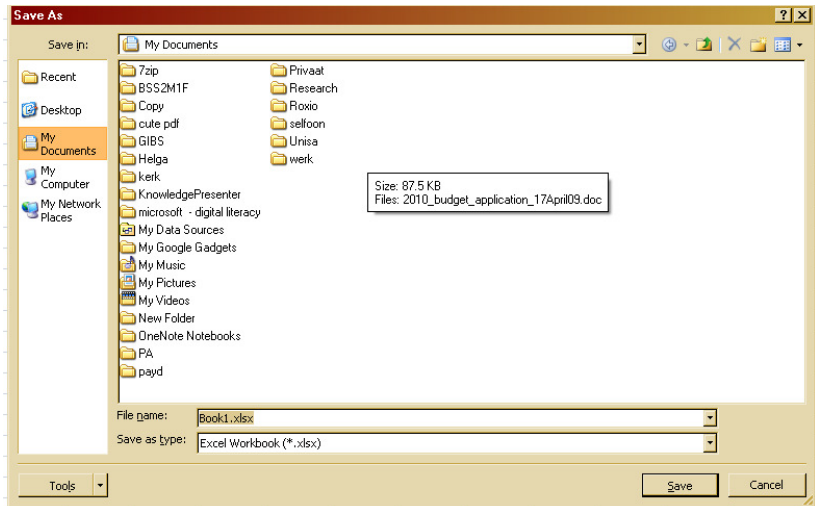 Save As
Save in:
My Documents
Recent
Desktop
My
Documents
My
Computer
My Network
Places
7zip
BSS2M1F
Copy
cute pdf
GIBS
Helga
kerk
KnowledgePresenter
microsoft - digital literacy
My Data Sources
My Google Gadgets
My Music
My Pictures
My Videos
New Folder
OneNote Notebooks
PA
payd
Privaat
Research
Roxio
selfoon
Unisa
werk
Size: 87.5 KB
Files: 2010_budget_application_17April09.doc
File name:
Book1.xlsx
Save as type:
Excel Workbook (*.xlsx)
Tools
Save
Cancel